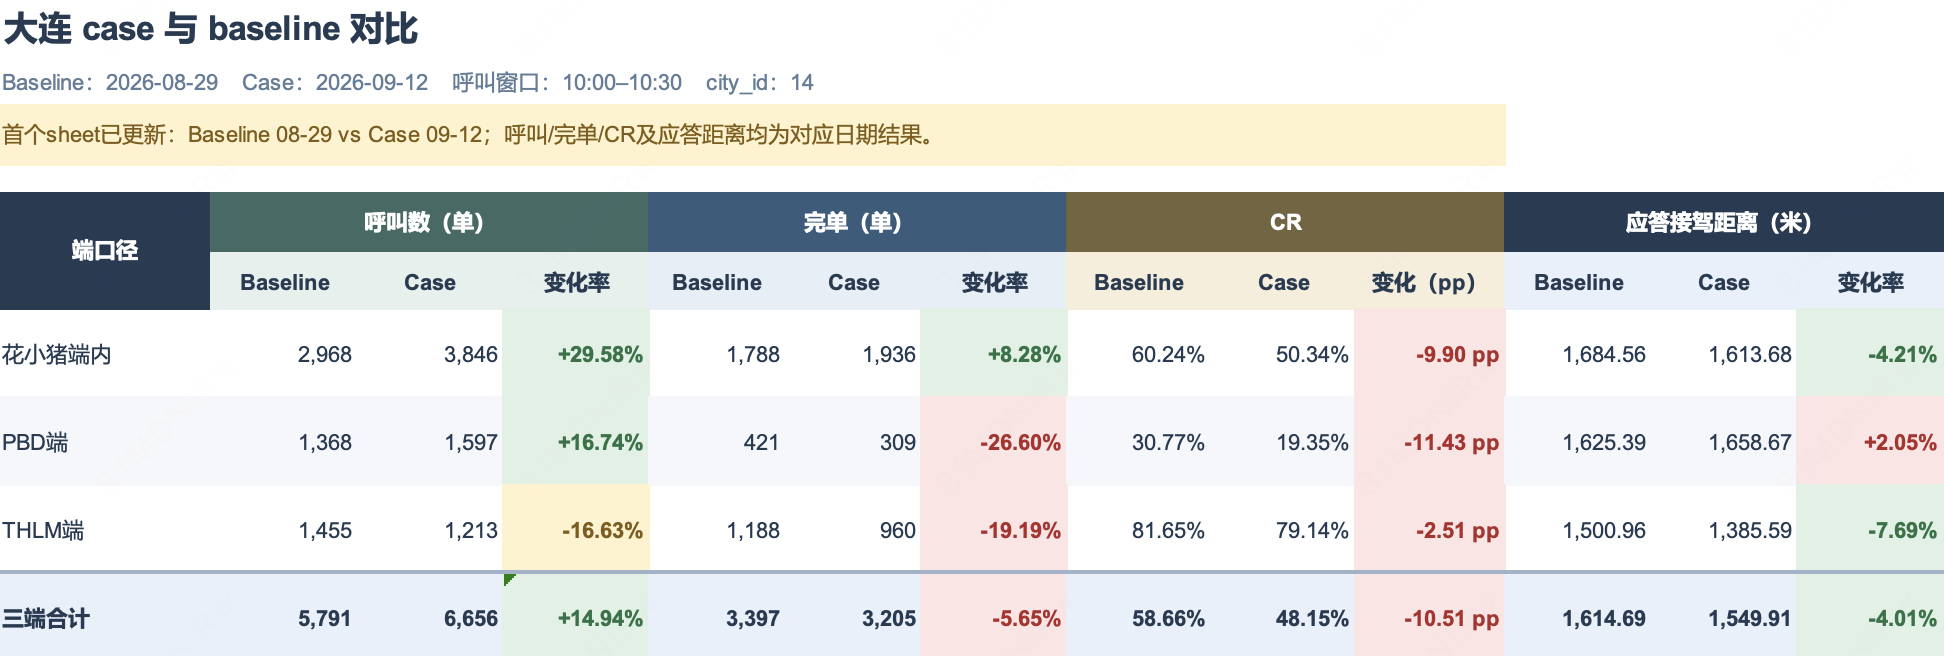 大连 case 与 baseline 对比
Baseline：2026-08-29 Case：2026-09-12 呼叫窗口：10:00–10:30 city_id：14
首个sheet已更新：Baseline 08-29 vs Case 09-12；呼叫/完单/CR及应答距离均为对应日期结果。
端口径 呼叫数（单） 完单（单） CR 应答接驾距离（米）
Baseline Case 变化率 Baseline Case 变化率 Baseline Case 变化（pp） Baseline Case 变化率
花小猪端内 2,968 3,846 +29.58% 1,788 1,936 +8.28% 60.24% 50.34% -9.90 pp 1,684.56 1,613.68 -4.21%
PBD端 1,368 1,597 +16.74% 421 309 -26.60% 30.77% 19.35% -11.43 pp 1,625.39 1,658.67 +2.05%
THLM端 1,455 1,213 -16.63% 1,188 960 -19.19% 81.65% 79.14% -2.51 pp 1,500.96 1,385.59 -7.69%
三端合计 5,791 6,656 +14.94% 3,397 3,205 -5.65% 58.66% 48.15% -10.51 pp 1,614.69 1,549.91 -4.01%